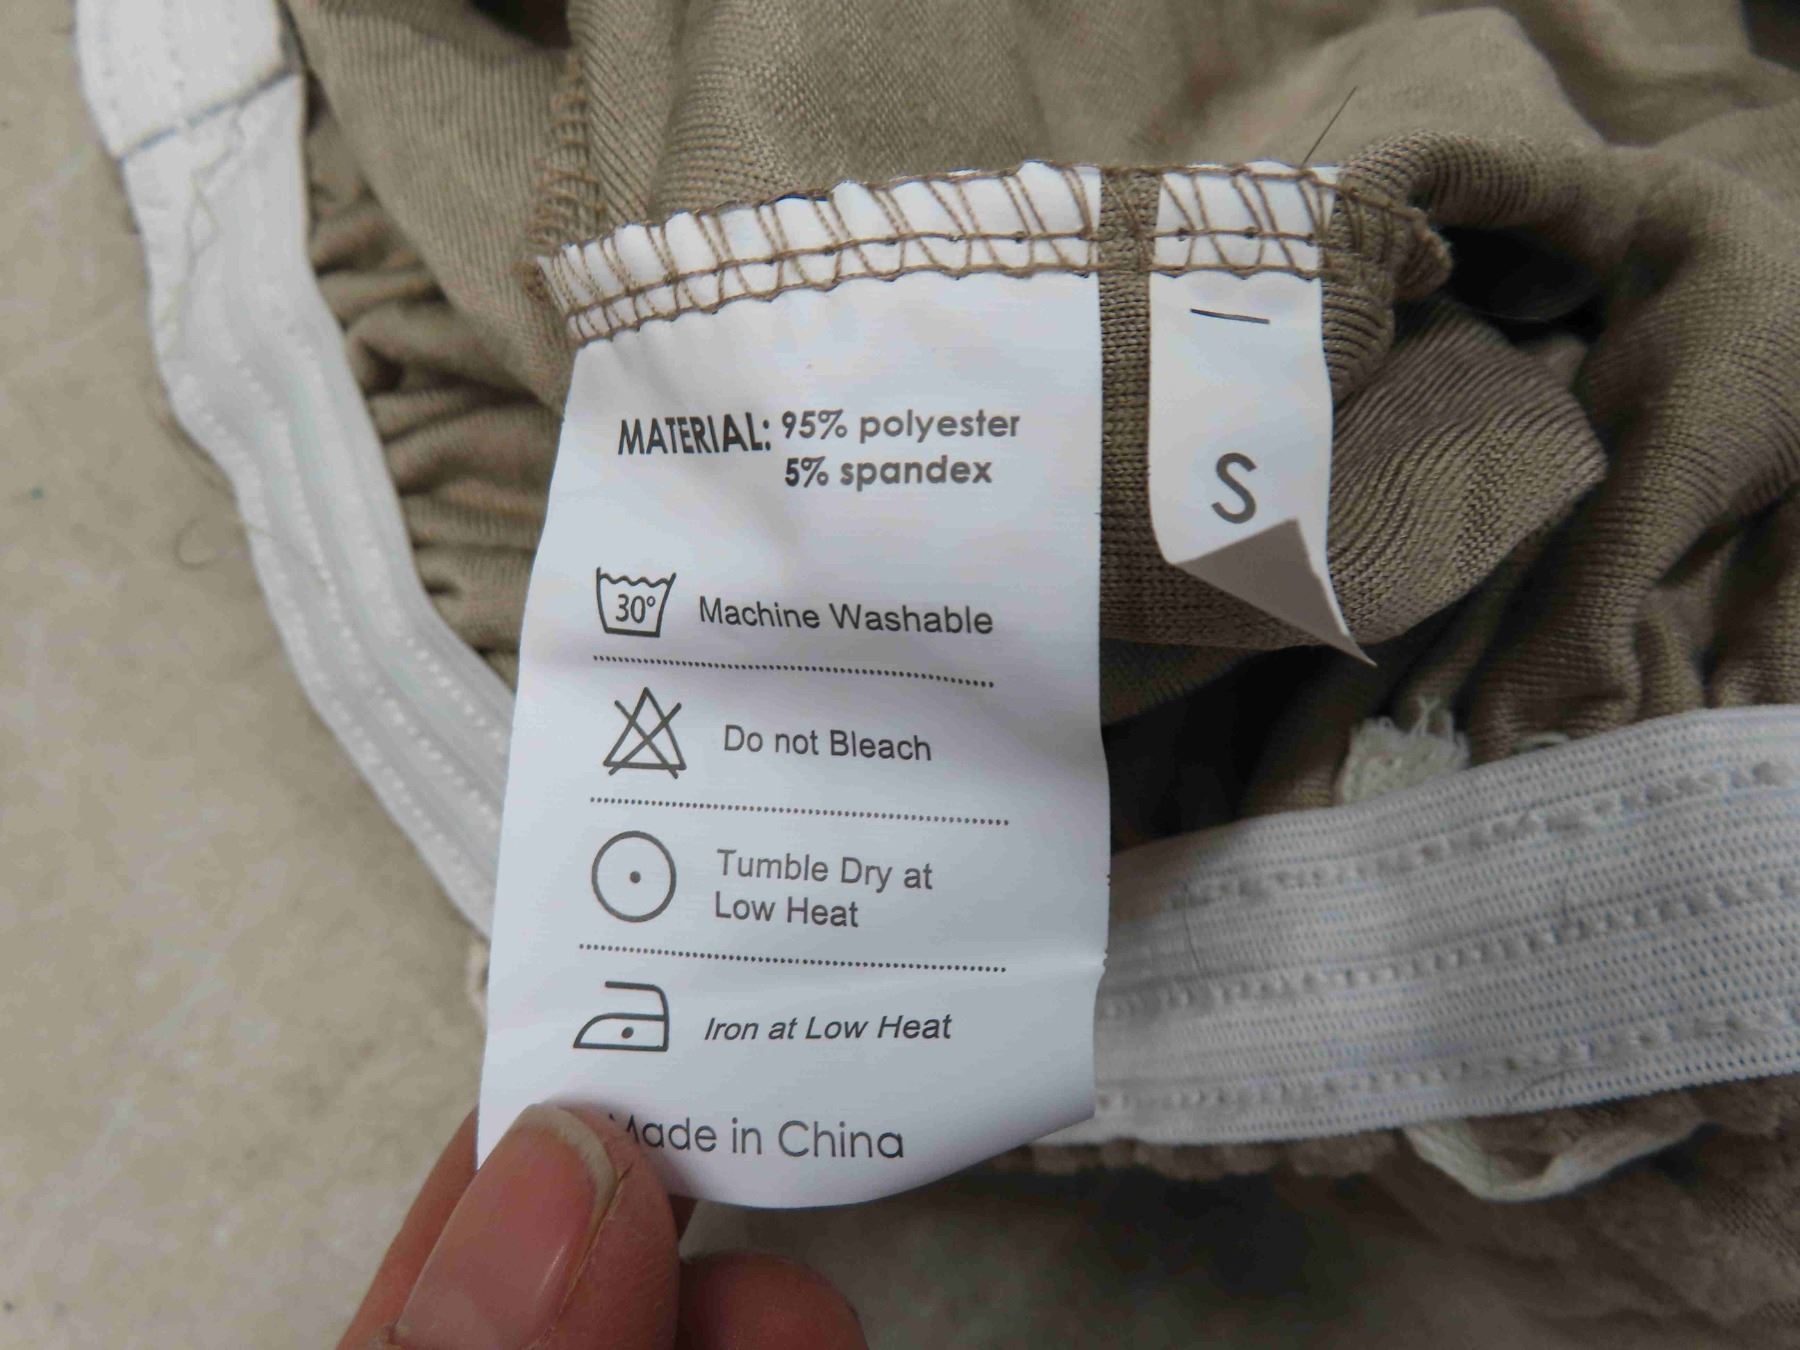 MATERIAL: 95% polyester
5% spandex
S
30° Machine Washable
Do not Bleach
Tumble Dry at
Low Heat
Iron at Low Heat
Made in China